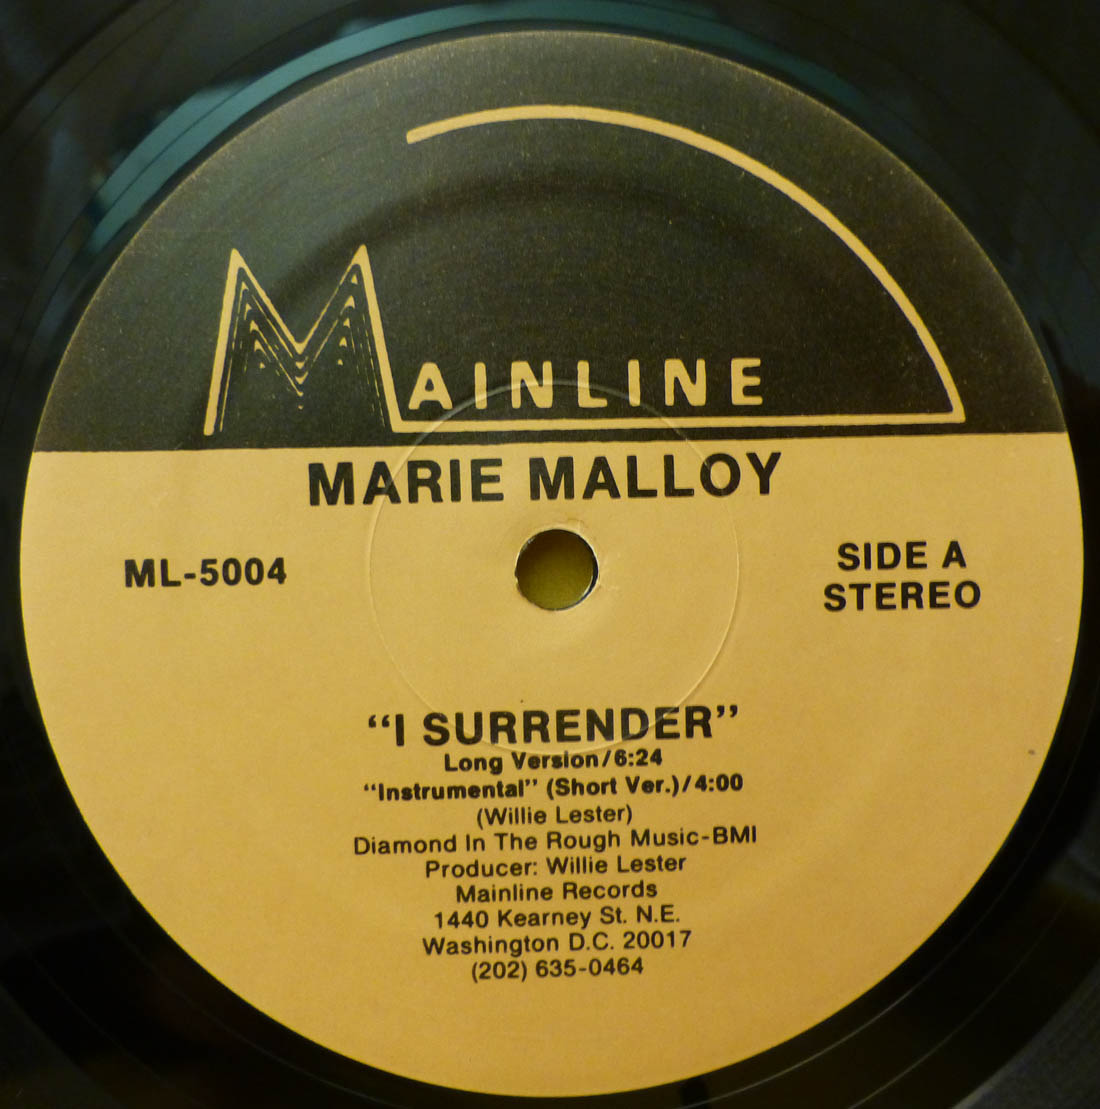 MAINLINE
MARIE MALLOY
ML-5004
SIDE A
STEREO
“I SURRENDER”
Long Version/6:24
“Instrumental” (Short Ver.)/4:00
(Willie Lester)
Diamond In The Rough Music-BMI
Producer: Willie Lester
Mainline Records
1440 Kearney St. N.E.
Washington D.C. 20017
(202) 635-0464